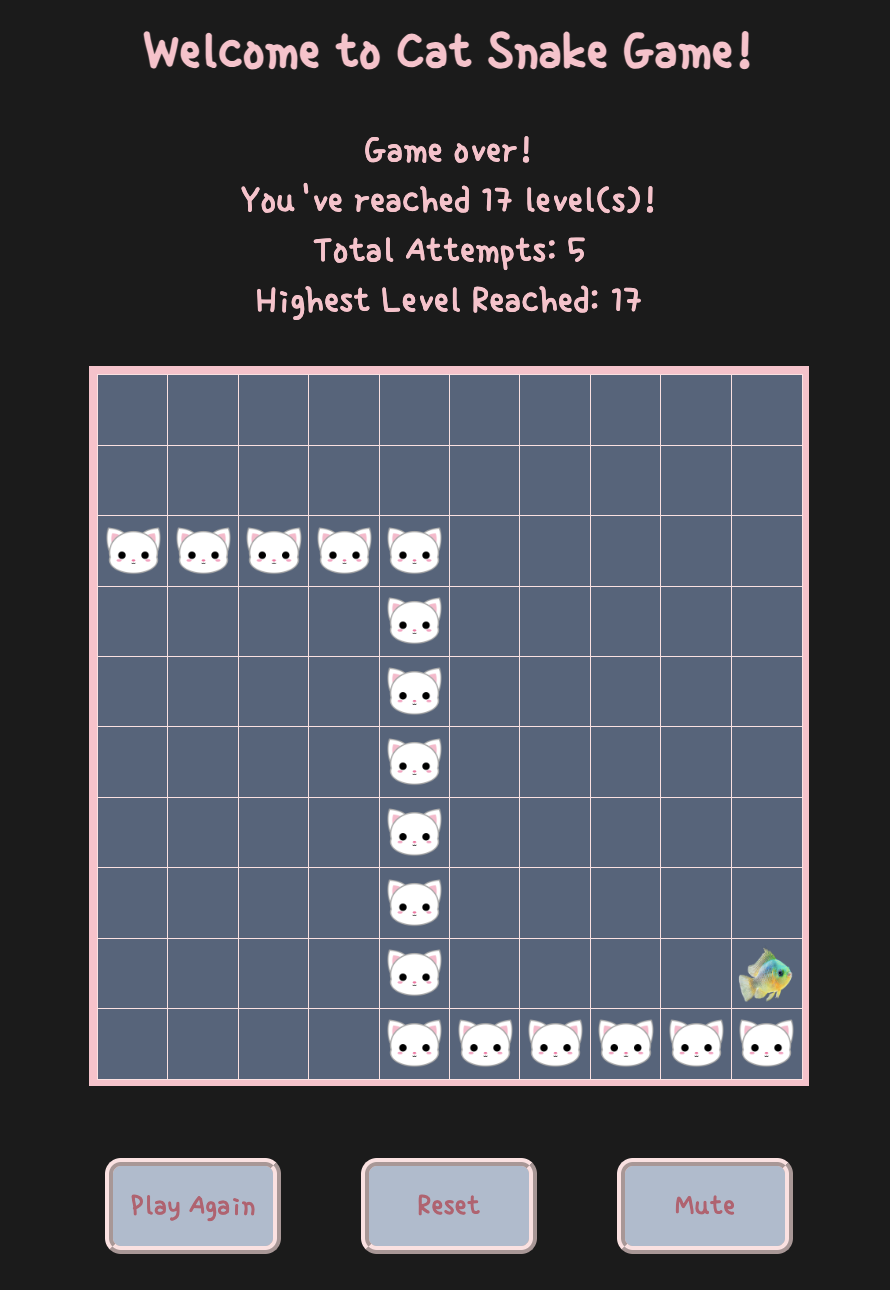 Welcome to Cat Snake Game!
Game over!
You've reached 17 level(s)!
Total Attempts: 5
Highest Level Reached: 17
Play Again
Reset
Mute